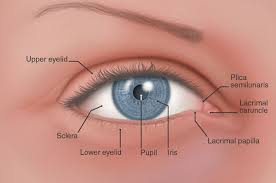 Upper eyelid
Plica
semilunaris
Lacrimal
caruncle
Sclera
Lower eyelid
Pupil
Iris
Lacrimal papilla